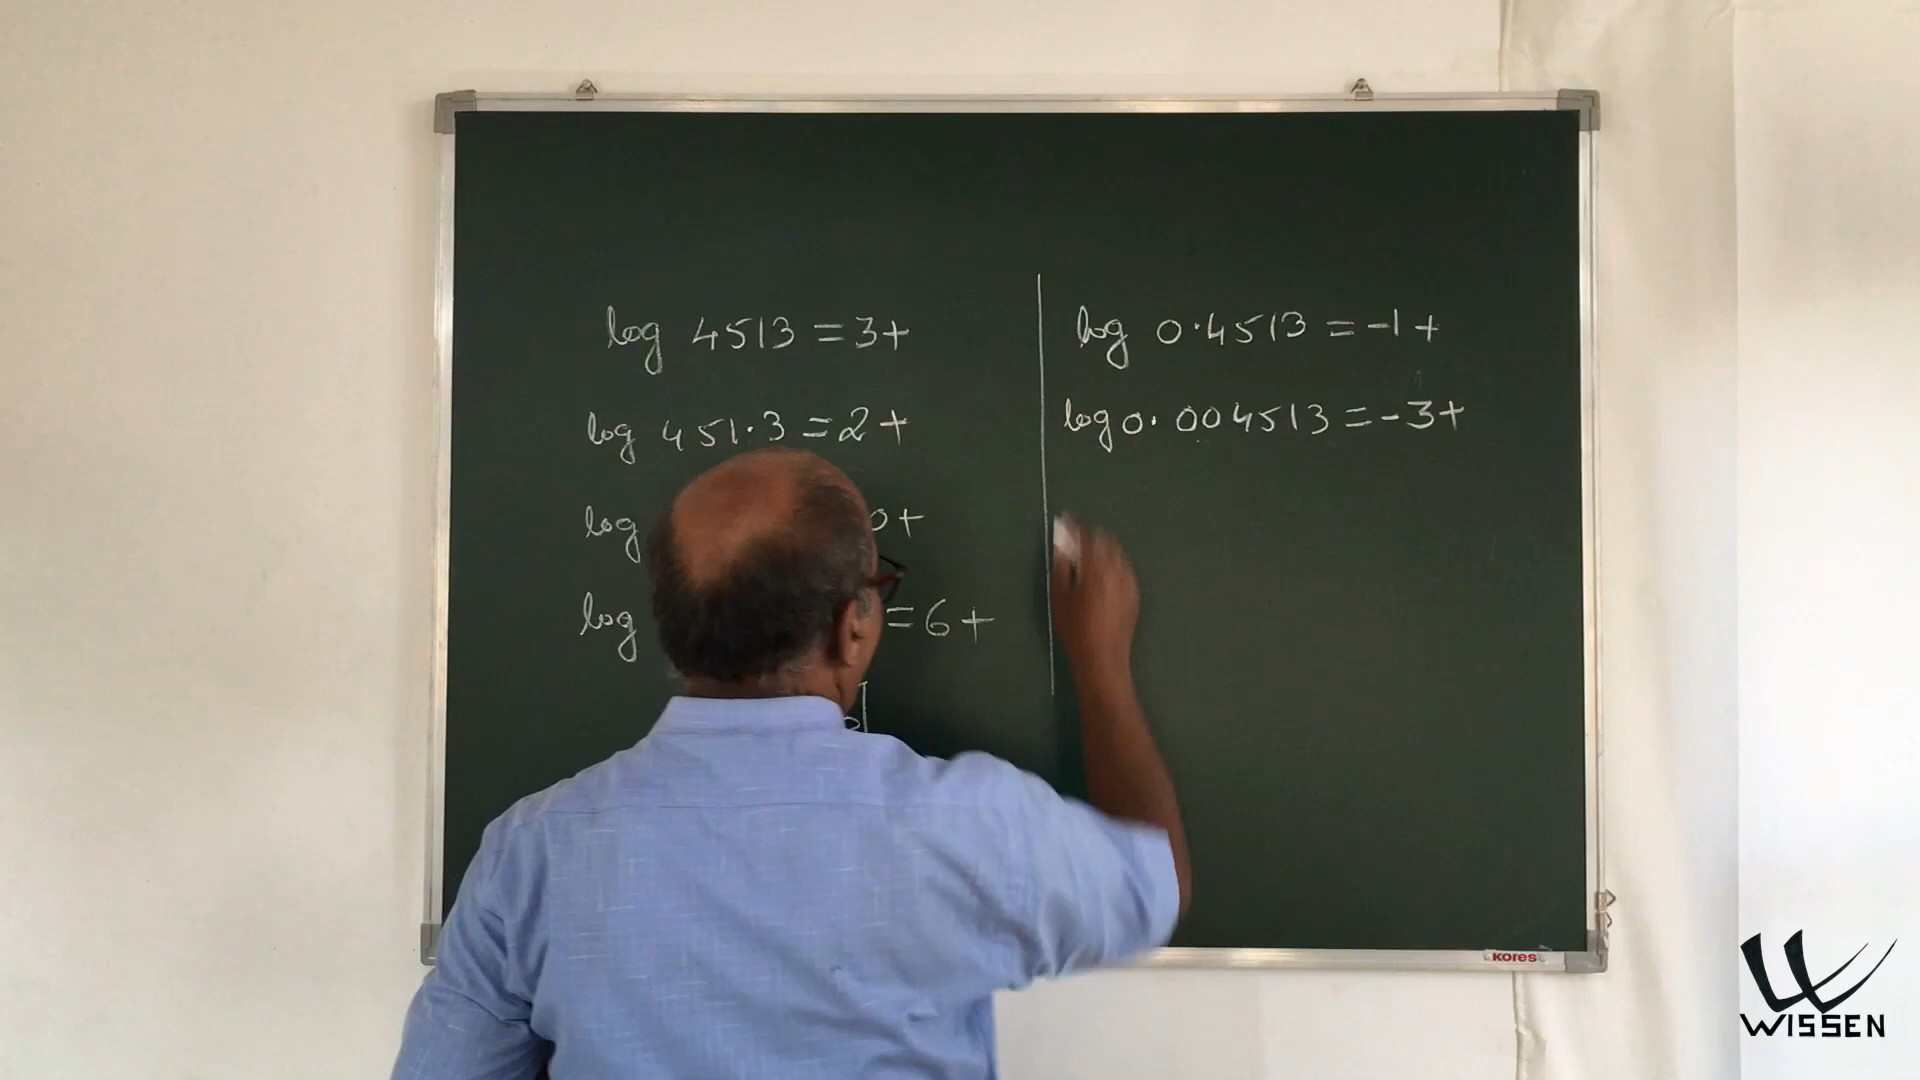 log 4513 = 3+
log 451.3 = 2+
log 0+
log = 6+
log 0.4513 = -1+
log 0.004513 = -3+
KORES
WISSEN